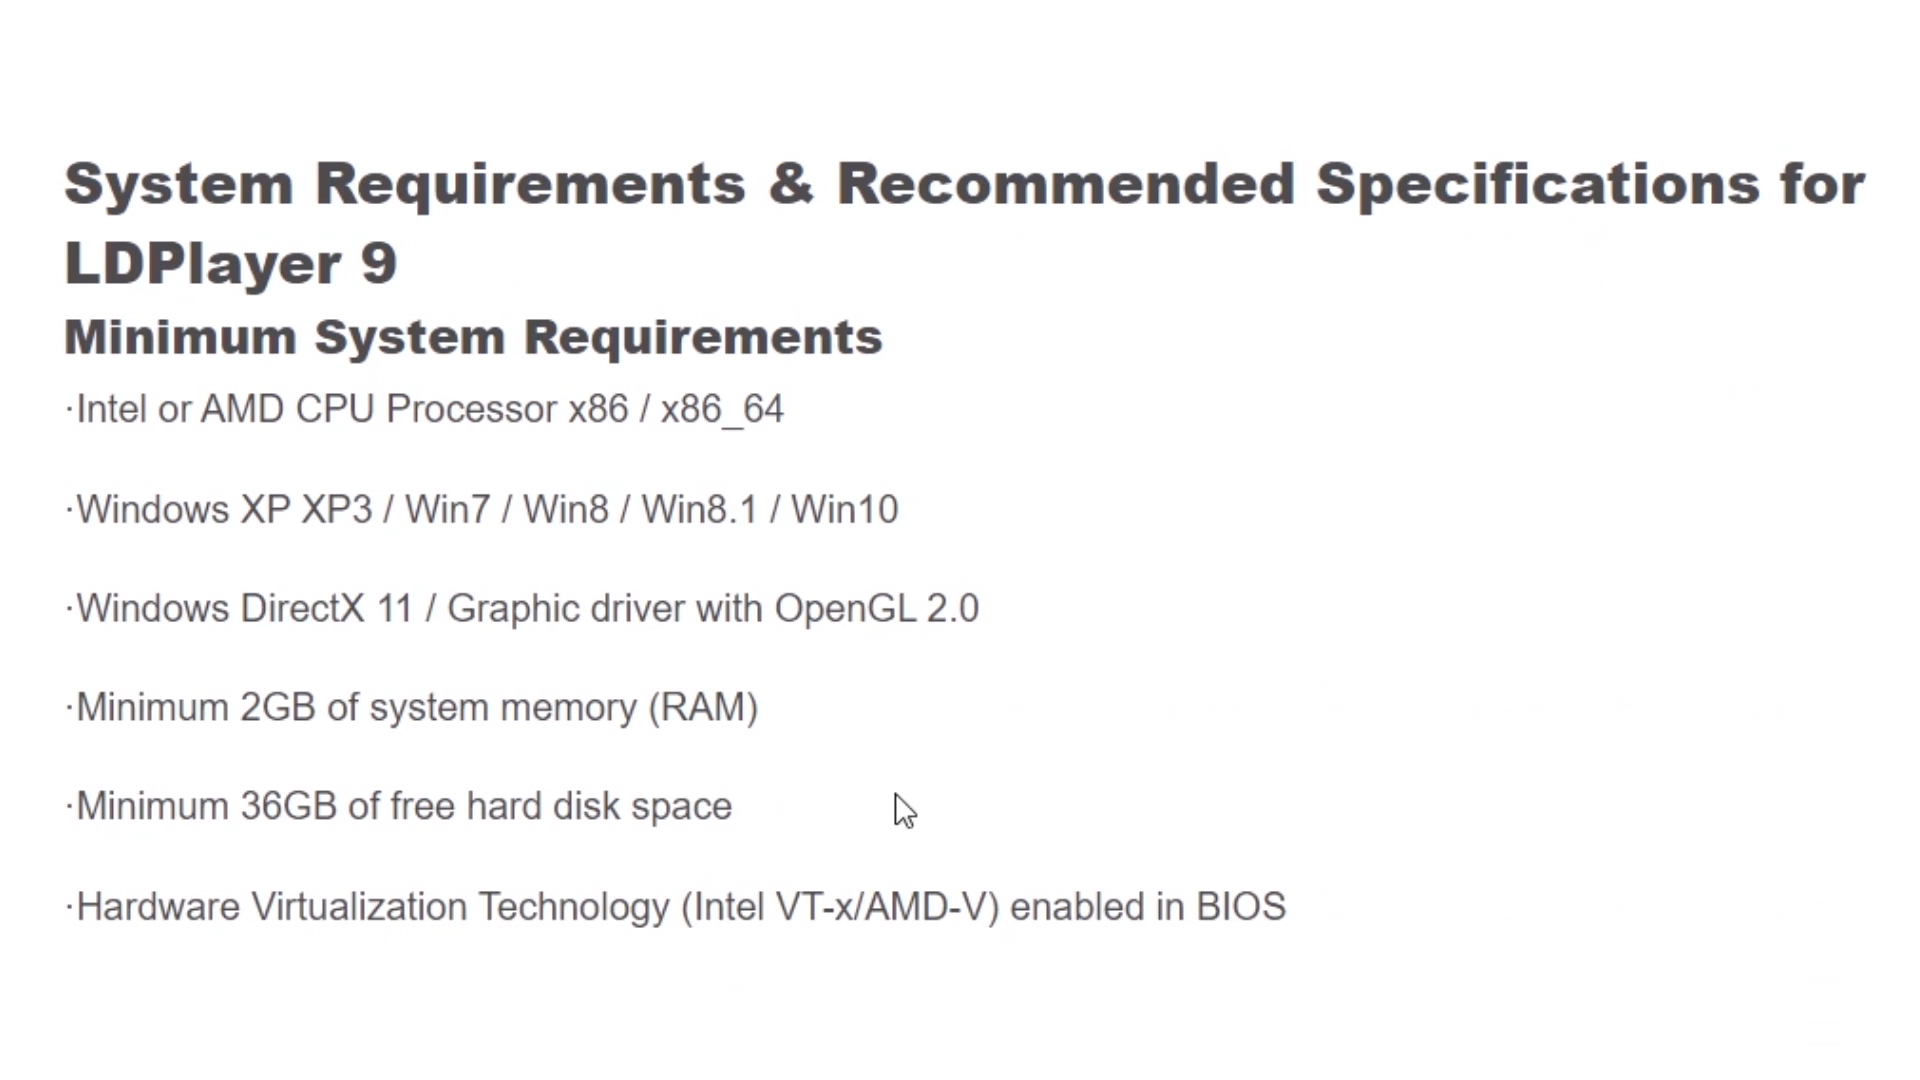 System Requirements & Recommended Specifications for
LDPlayer 9
Minimum System Requirements
·Intel or AMD CPU Processor x86 / x86_64
·Windows XP XP3 / Win7 / Win8 / Win8.1 / Win10
·Windows DirectX 11 / Graphic driver with OpenGL 2.0
·Minimum 2GB of system memory (RAM)
·Minimum 36GB of free hard disk space
·Hardware Virtualization Technology (Intel VT-x/AMD-V) enabled in BIOS